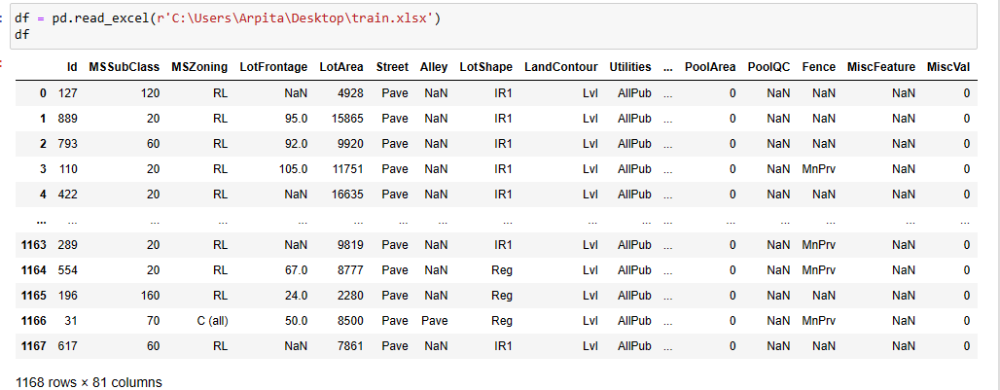 : df = pd.read_excel(r'C:\Users\Arpita\Desktop\train.xlsx')
df
:
Id MSSubClass MSZoning LotFrontage LotArea Street Alley LotShape LandContour Utilities ... PoolArea PoolQC Fence MiscFeature MiscVal
0 127 120 RL NaN 4928 Pave NaN IR1 Lvl AllPub ... 0 NaN NaN NaN 0
1 889 20 RL 95.0 15865 Pave NaN IR1 Lvl AllPub ... 0 NaN NaN NaN 0
2 793 60 RL 92.0 9920 Pave NaN IR1 Lvl AllPub ... 0 NaN NaN NaN 0
3 110 20 RL 105.0 11751 Pave NaN IR1 Lvl AllPub ... 0 NaN MnPrv NaN 0
4 422 20 RL NaN 16635 Pave NaN IR1 Lvl AllPub ... 0 NaN NaN NaN 0
... ... ... ... ... ... ... ... ... ... ... ... ... ... ... ... ...
1163 289 20 RL NaN 9819 Pave NaN IR1 Lvl AllPub ... 0 NaN MnPrv NaN 0
1164 554 20 RL 67.0 8777 Pave NaN Reg Lvl AllPub ... 0 NaN MnPrv NaN 0
1165 196 160 RL 24.0 2280 Pave NaN Reg Lvl AllPub ... 0 NaN NaN NaN 0
1166 31 70 C (all) 50.0 8500 Pave Pave Reg Lvl AllPub ... 0 NaN MnPrv NaN 0
1167 617 60 RL NaN 7861 Pave NaN IR1 Lvl AllPub ... 0 NaN NaN NaN 0
1168 rows × 81 columns